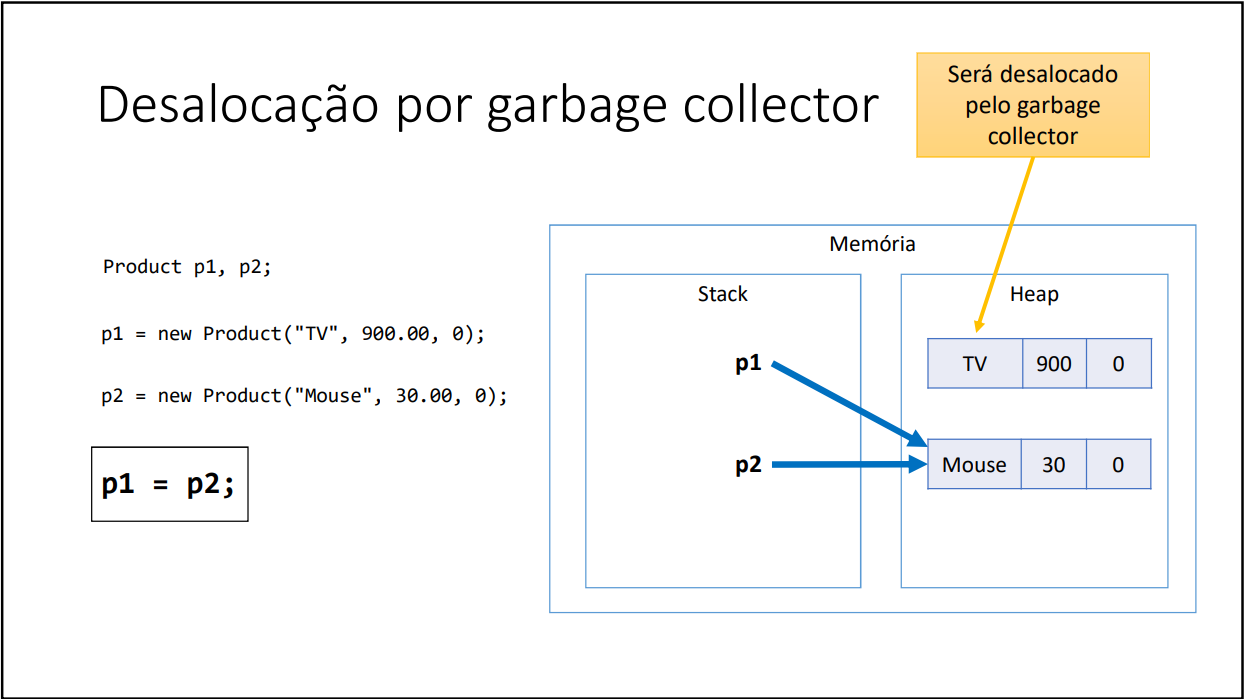 Desalocação por garbage collector
Será desalocado
pelo garbage
collector
Product p1, p2;
p1 = new Product("TV", 900.00, 0);
p2 = new Product("Mouse", 30.00, 0);
p1 = p2;
Memória
Stack
Heap
p1
TV 900 0
p2
Mouse 30 0